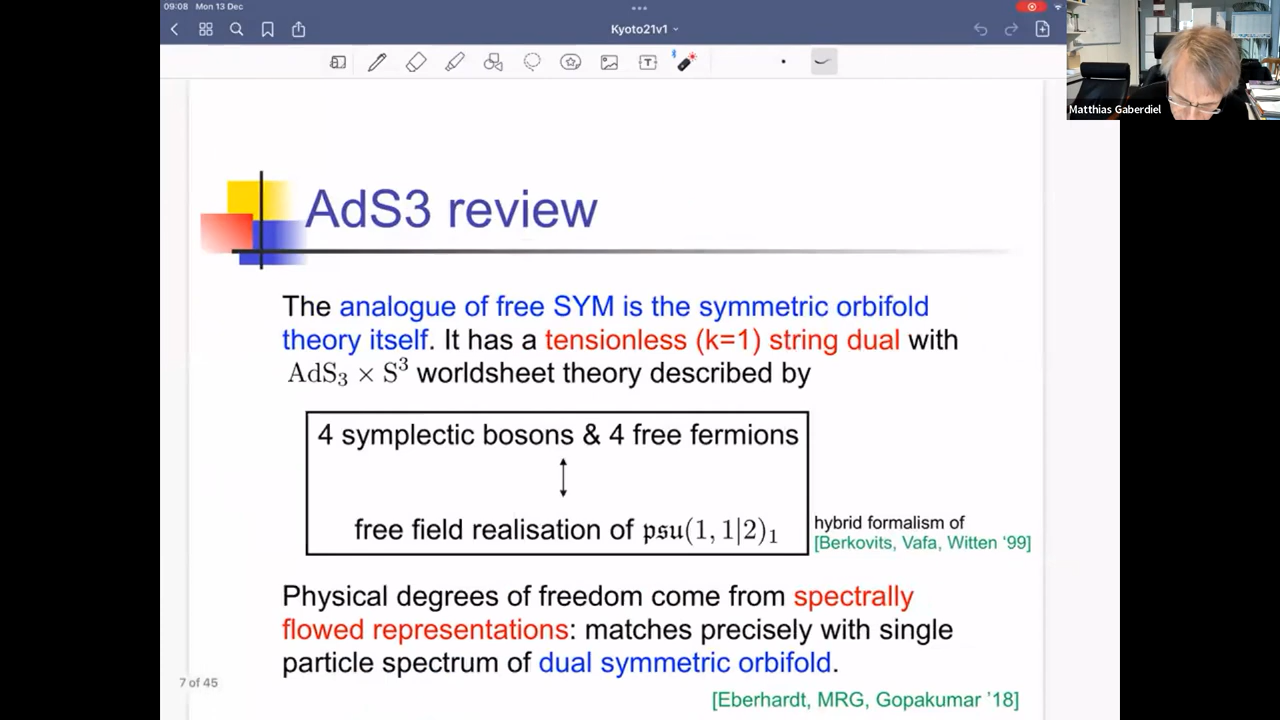 09:08 Mon 13 Dec
Kyoto21v1
Matthias Gaberdiel
AdS3 review
The analogue of free SYM is the symmetric orbifold
theory itself. It has a tensionless (k=1) string dual with
AdS₃ × S³ worldsheet theory described by
4 symplectic bosons & 4 free fermions
free field realisation of 𝔭𝔰𝔲(1, 1|2)₁
hybrid formalism of
[Berkovits, Vafa, Witten '99]
Physical degrees of freedom come from spectrally
flowed representations: matches precisely with single
particle spectrum of dual symmetric orbifold.
7 of 45
[Eberhardt, MRG, Gopakumar '18]